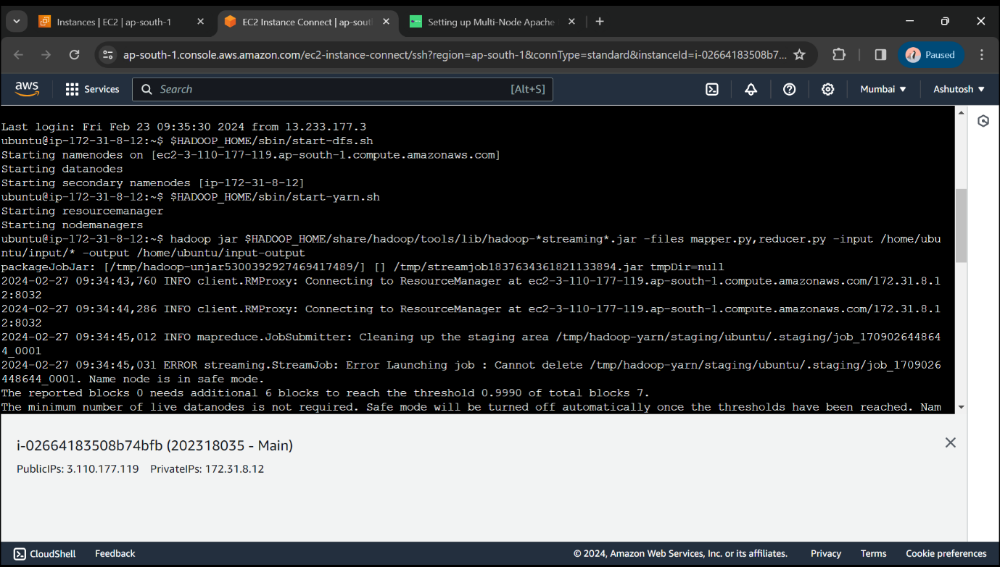 Instances | EC2 | ap-south-1
EC2 Instance Connect | ap-sout
Setting up Multi-Node Apache
ap-south-1.console.aws.amazon.com/ec2-instance-connect/ssh?region=ap-south-1&connType=standard&instanceId=i-02664183508b7...
Paused
aws
Services
Search
[Alt+S]
Mumbai
Ashutosh
Last login: Fri Feb 23 09:35:30 2024 from 13.233.177.3
ubuntu@ip-172-31-8-12:~$ $HADOOP_HOME/sbin/start-dfs.sh
Starting namenodes on [ec2-3-110-177-119.ap-south-1.compute.amazonaws.com]
Starting datanodes
Starting secondary namenodes [ip-172-31-8-12]
ubuntu@ip-172-31-8-12:~$ $HADOOP_HOME/sbin/start-yarn.sh
Starting resourcemanager
Starting nodemanagers
ubuntu@ip-172-31-8-12:~$ hadoop jar $HADOOP_HOME/share/hadoop/tools/lib/hadoop-*streaming*.jar -files mapper.py,reducer.py -input /home/ubu
ntu/input/* -output /home/ubuntu/input-output
packageJobJar: [/tmp/hadoop-unjar5300392927469417489/] [] /tmp/streamjob1837634361821133894.jar tmpDir=null
2024-02-27 09:34:43,760 INFO client.RMProxy: Connecting to ResourceManager at ec2-3-110-177-119.ap-south-1.compute.amazonaws.com/172.31.8.1
2:8032
2024-02-27 09:34:44,286 INFO client.RMProxy: Connecting to ResourceManager at ec2-3-110-177-119.ap-south-1.compute.amazonaws.com/172.31.8.1
2:8032
2024-02-27 09:34:45,012 INFO mapreduce.JobSubmitter: Cleaning up the staging area /tmp/hadoop-yarn/staging/ubuntu/.staging/job_170902644864
4_0001
2024-02-27 09:34:45,031 ERROR streaming.StreamJob: Error Launching job : Cannot delete /tmp/hadoop-yarn/staging/ubuntu/.staging/job_1709026
448644_0001. Name node is in safe mode.
The reported blocks 0 needs additional 6 blocks to reach the threshold 0.9990 of total blocks 7.
The minimum number of live datanodes is not required. Safe mode will be turned off automatically once the thresholds have been reached. Nam
i-02664183508b74bfb (202318035 - Main)
PublicIPs: 3.110.177.119 PrivateIPs: 172.31.8.12
CloudShell
Feedback
© 2024, Amazon Web Services, Inc. or its affiliates.
Privacy
Terms
Cookie preferences